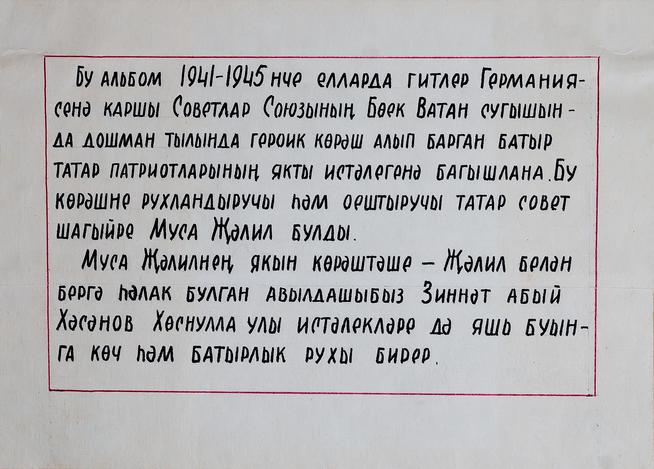 Бу альбом 1941-1945нче елларда гитлер Германия-
сенә каршы Советлар Союзының Бөек Ватан сугышын-
да дошман тылында героик көрәш алып барган батыр
татар патриотларының якты истәлегенә багышлана. Бу
көрәшне рухландыручы һәм оештыручы татар совет
шагыйре Муса Җәлил булды.
Муса Җәлилнең якын көрәштәше – Җәлил белән
бергә һәлак булган авылдашыбыз Зиннәт абый
Хәсәнов Хөснулла улы истәлекләре дә яшь буын-
га көч һәм батырлык рухы бирер.